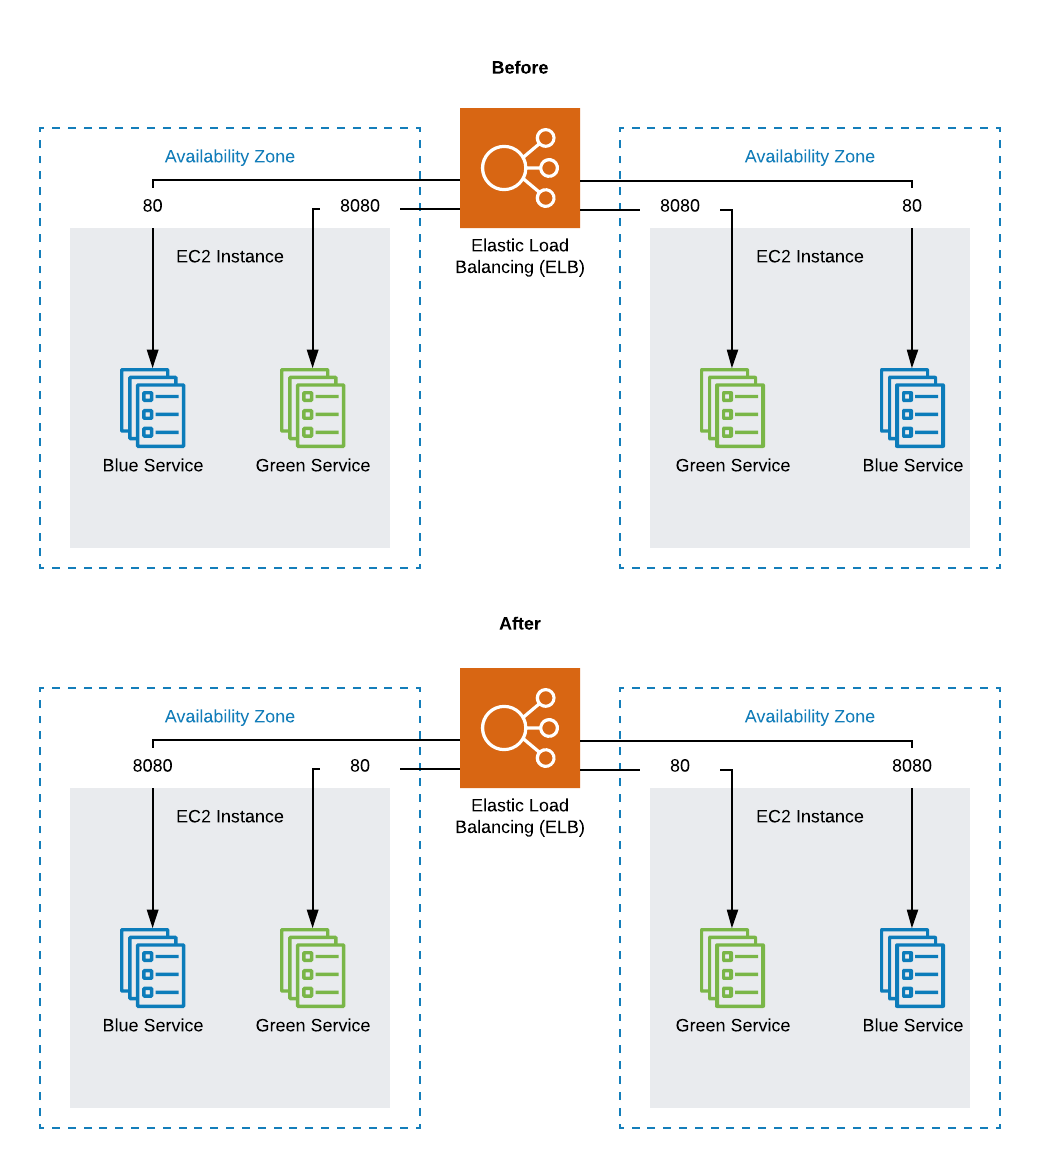 Before
Availability Zone
Availability Zone
80
8080
8080
80
EC2 Instance
Elastic Load
Balancing (ELB)
EC2 Instance
Blue Service
Green Service
Green Service
Blue Service
After
Availability Zone
Availability Zone
8080
80
80
8080
EC2 Instance
Elastic Load
Balancing (ELB)
EC2 Instance
Blue Service
Green Service
Green Service
Blue Service